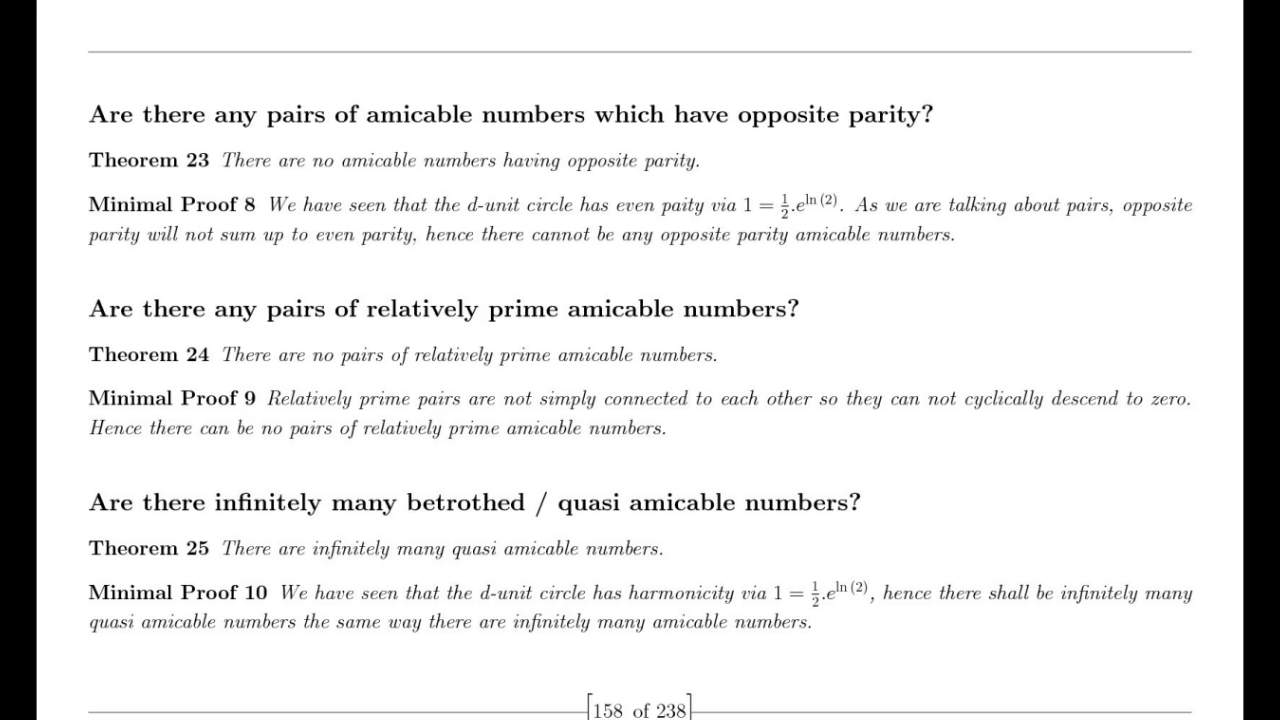 Are there any pairs of amicable numbers which have opposite parity?
Theorem 23 There are no amicable numbers having opposite parity.
Minimal Proof 8 We have seen that the d-unit circle has even paity via 1 = 1/2.e^ln (2). As we are talking about pairs, opposite
parity will not sum up to even parity, hence there cannot be any opposite parity amicable numbers.
Are there any pairs of relatively prime amicable numbers?
Theorem 24 There are no pairs of relatively prime amicable numbers.
Minimal Proof 9 Relatively prime pairs are not simply connected to each other so they can not cyclically descend to zero.
Hence there can be no pairs of relatively prime amicable numbers.
Are there infinitely many betrothed / quasi amicable numbers?
Theorem 25 There are infinitely many quasi amicable numbers.
Minimal Proof 10 We have seen that the d-unit circle has harmonicity via 1 = 1/2.e^ln (2), hence there shall be infinitely many
quasi amicable numbers the same way there are infinitely many amicable numbers.
[158 of 238]